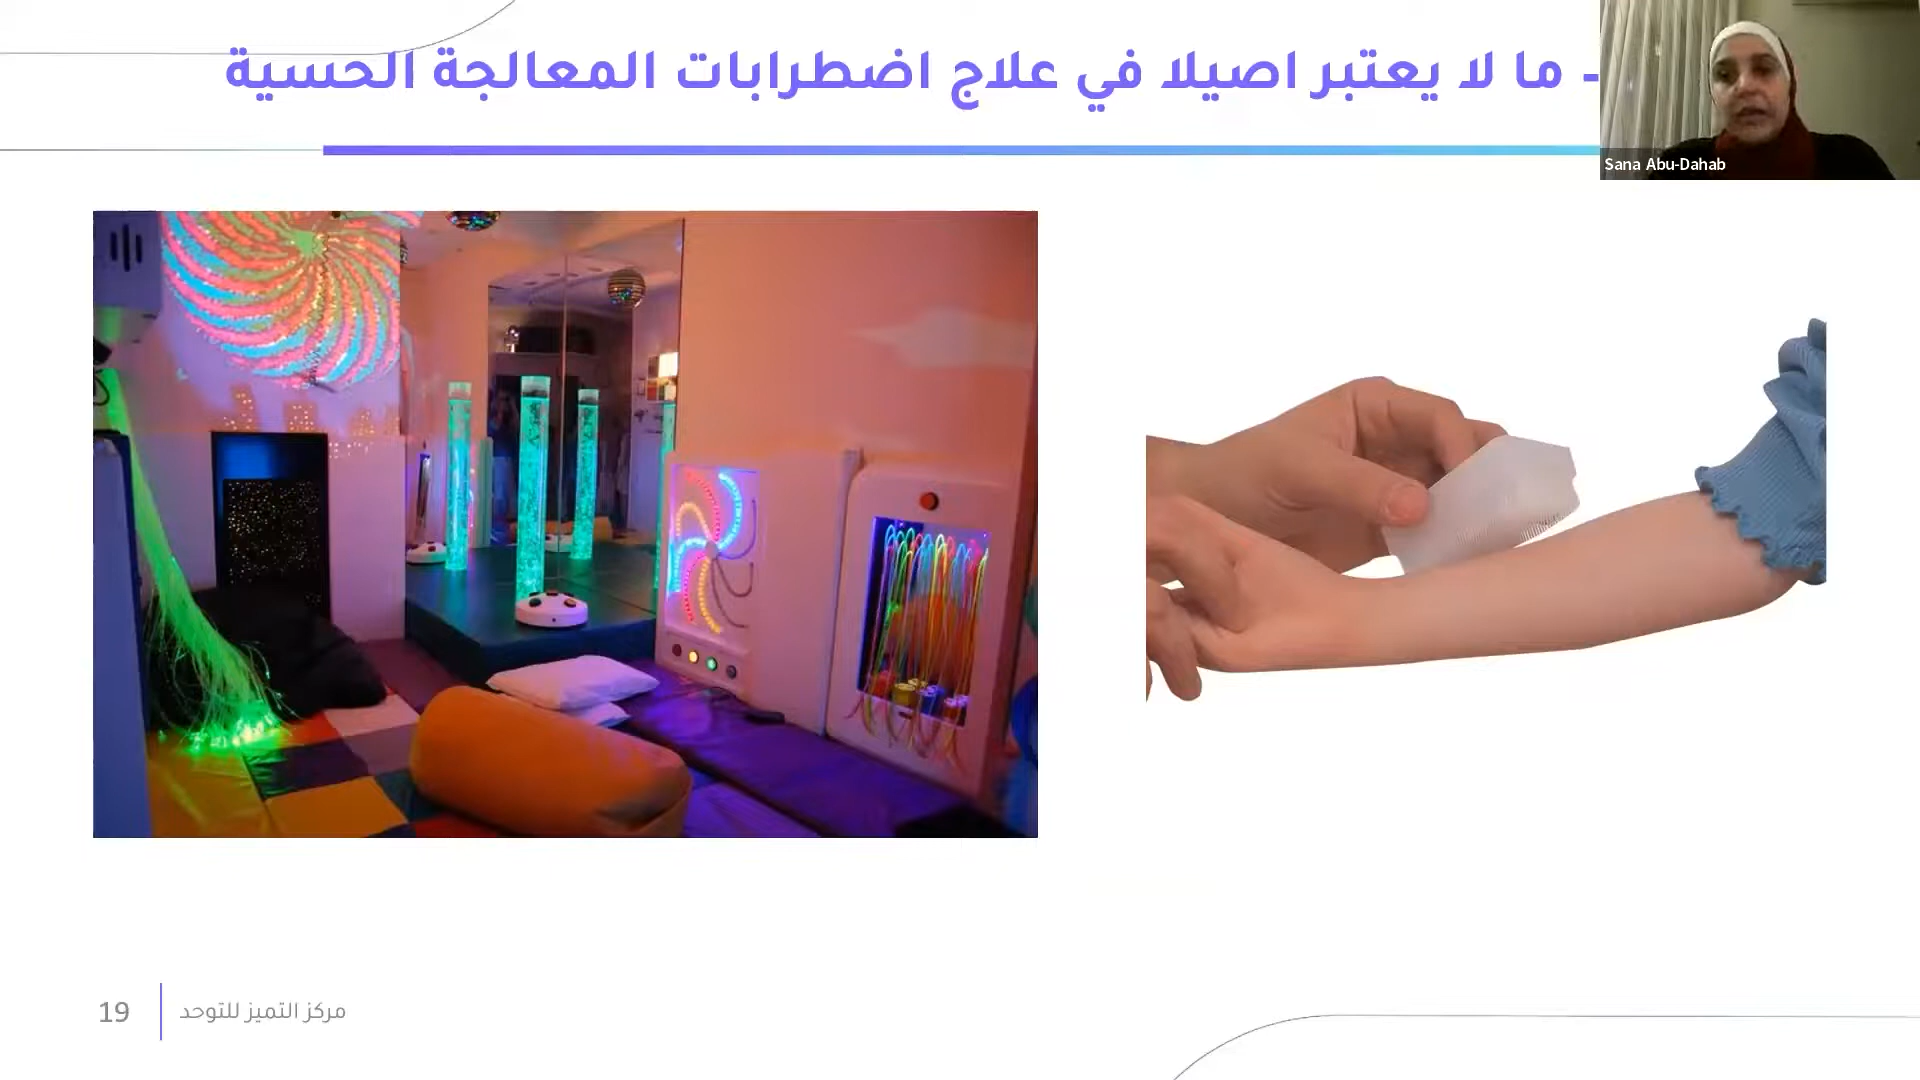 - ما لا يعتبر اصيلا في علاج اضطرابات المعالجة الحسية
Sana Abu-Dahab
مركز التميز للتوحد
19